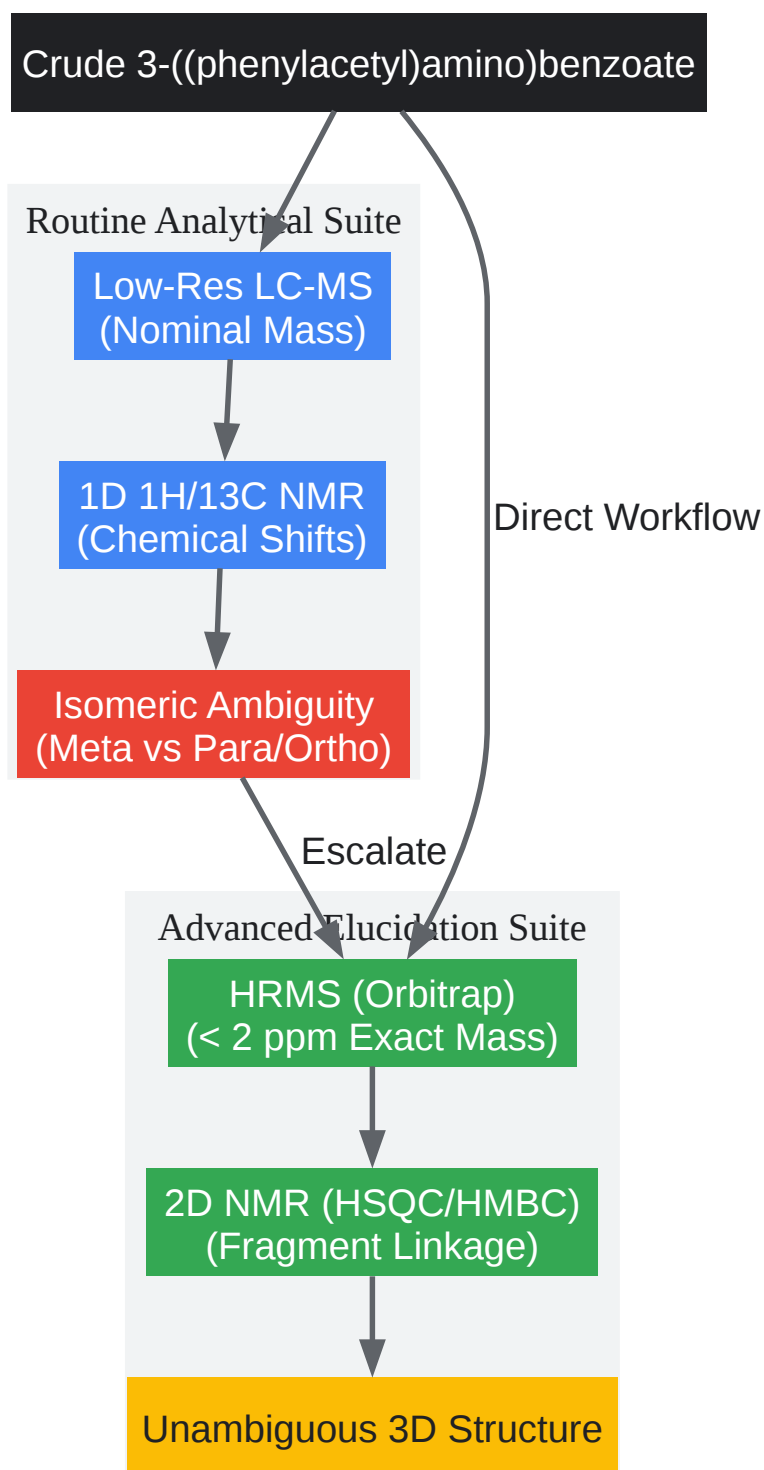 Crude 3-((phenylacetyl)amino)benzoate
Routine Analytical Suite
Low-Res LC-MS
(Nominal Mass)
1D 1H/13C NMR
(Chemical Shifts)
Direct Workflow
Isomeric Ambiguity
(Meta vs Para/Ortho)
Escalate
Advanced Elucidation Suite
HRMS (Orbitrap)
(< 2 ppm Exact Mass)
2D NMR (HSQC/HMBC)
(Fragment Linkage)
Unambiguous 3D Structure